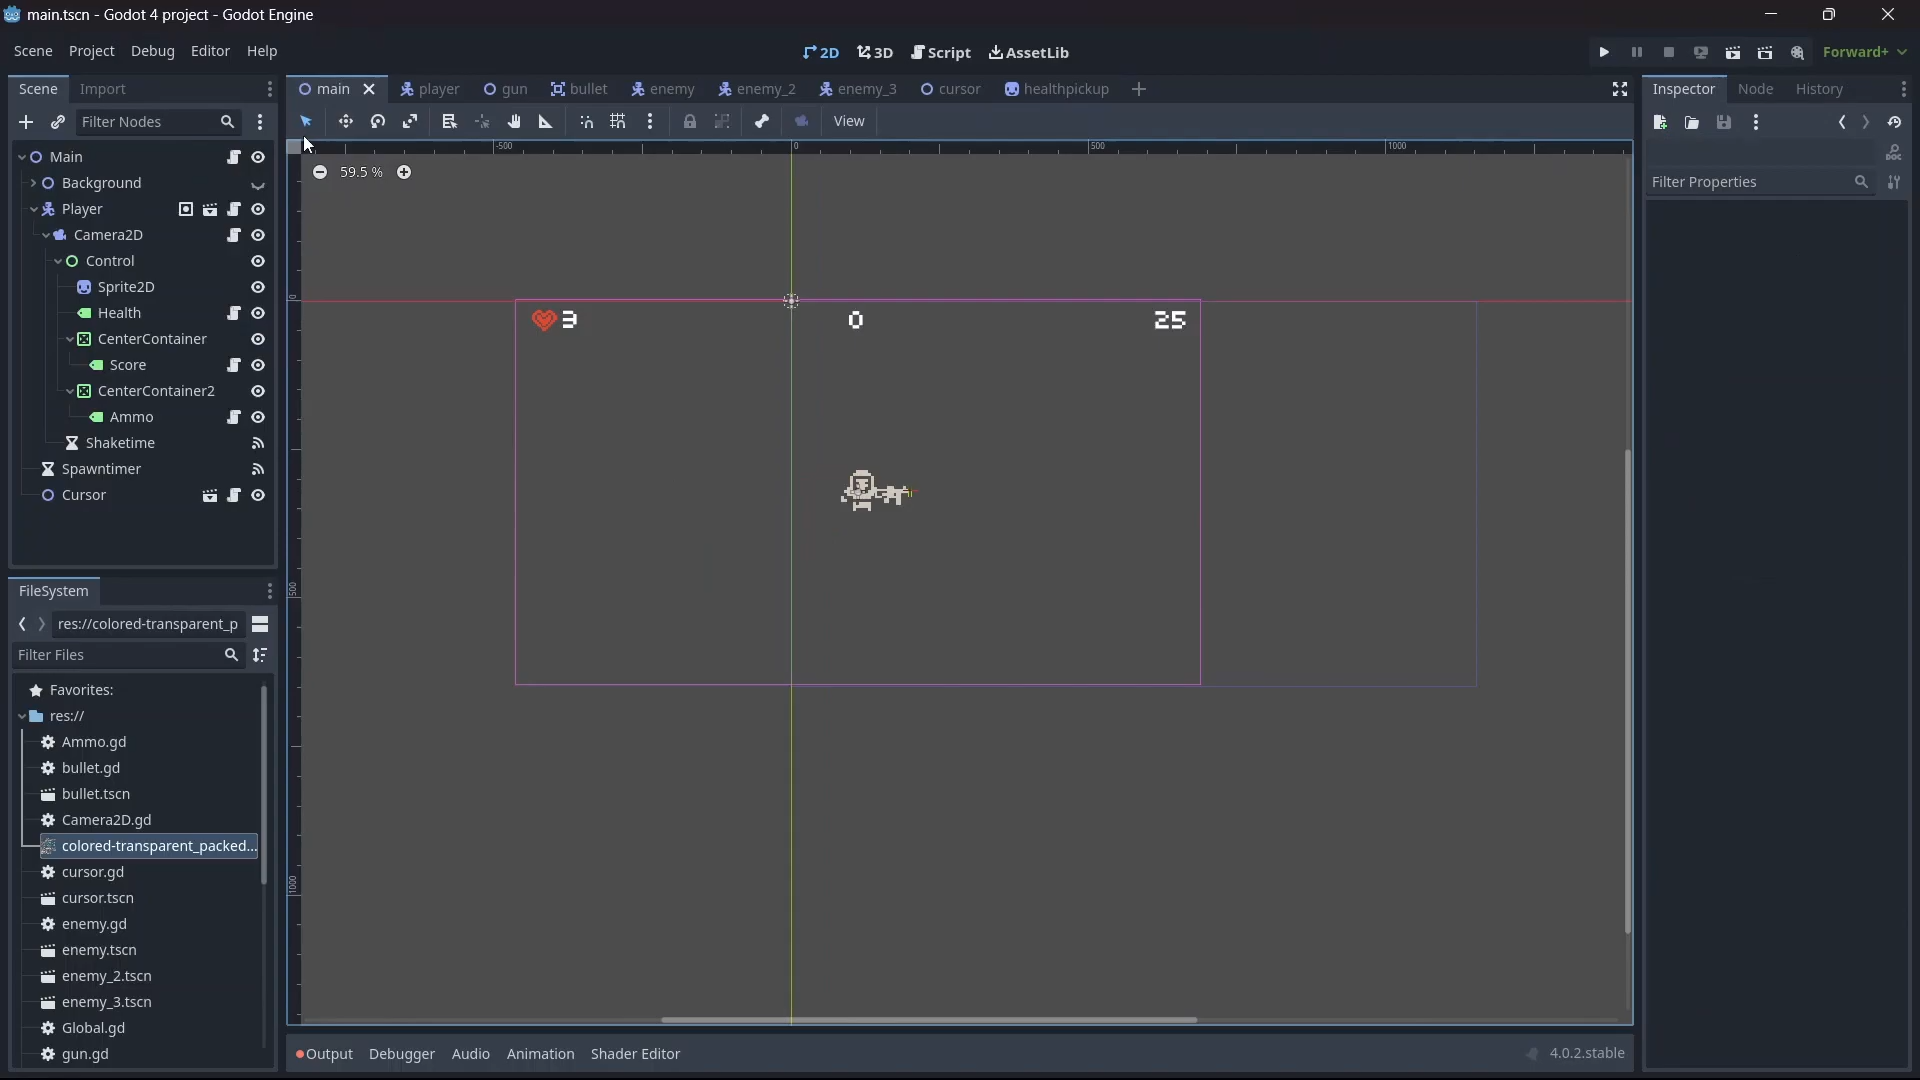 main.tscn - Godot 4 project - Godot Engine
Scene Project Debug Editor Help
2D 3D Script AssetLib
Forward+
Scene Import
main player gun bullet enemy enemy_2 enemy_3 cursor healthpickup
Inspector Node History
Filter Nodes
View
-500 0 500 1000
Main
59.5 %
Background
Filter Properties
Player
Camera2D
Control
Sprite2D
Health
3 0 25
CenterContainer
Score
CenterContainer2
Ammo
Shaketime
Spawntimer
Cursor
0
500
1000
FileSystem
res://colored-transparent_p
Filter Files
Favorites:
res://
Ammo.gd
bullet.gd
bullet.tscn
Camera2D.gd
colored-transparent_packed...
cursor.gd
cursor.tscn
enemy.gd
enemy.tscn
enemy_2.tscn
enemy_3.tscn
Global.gd
gun.gd
Output Debugger Audio Animation Shader Editor
4.0.2.stable